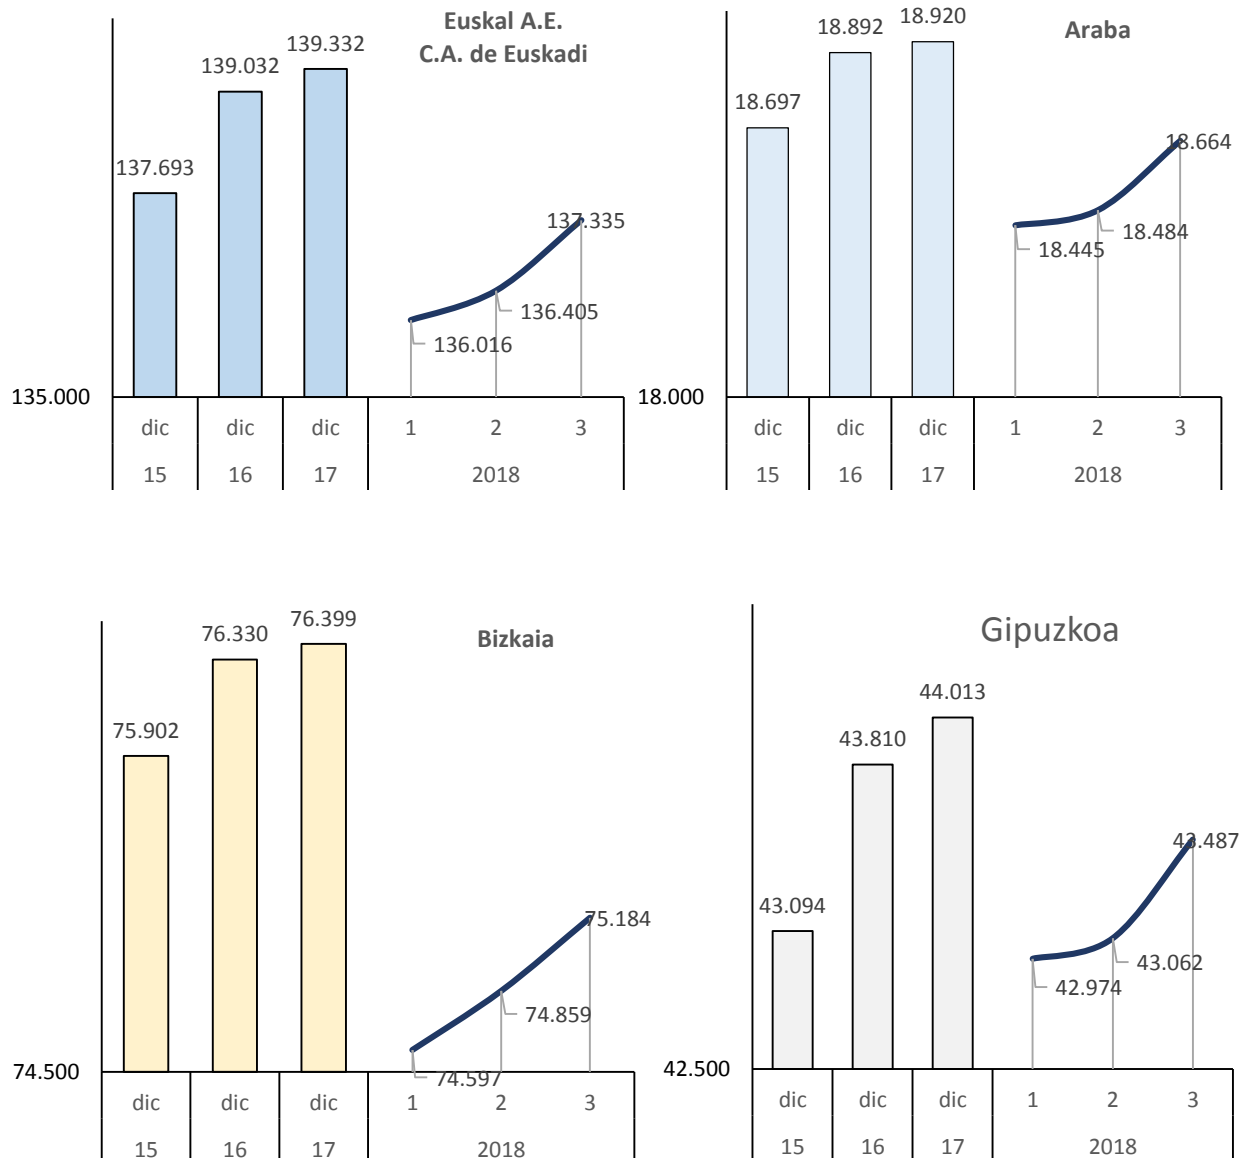 Euskal A.E.
C.A. de Euskadi
139.332
139.032
137.693
137.335
136.405
136.016
135.000
dic dic dic 1 2 3
15 16 17 2018
Araba
18.920
18.892
18.697
18.664
18.484
18.445
18.000
dic dic dic 1 2 3
15 16 17 2018
Bizkaia
76.399
76.330
75.902
75.184
74.859
74.597
74.500
dic dic dic 1 2 3
15 16 17 2018
Gipuzkoa
44.013
43.810
43.094
43.487
43.062
42.974
42.500
dic dic dic 1 2 3
15 16 17 2018